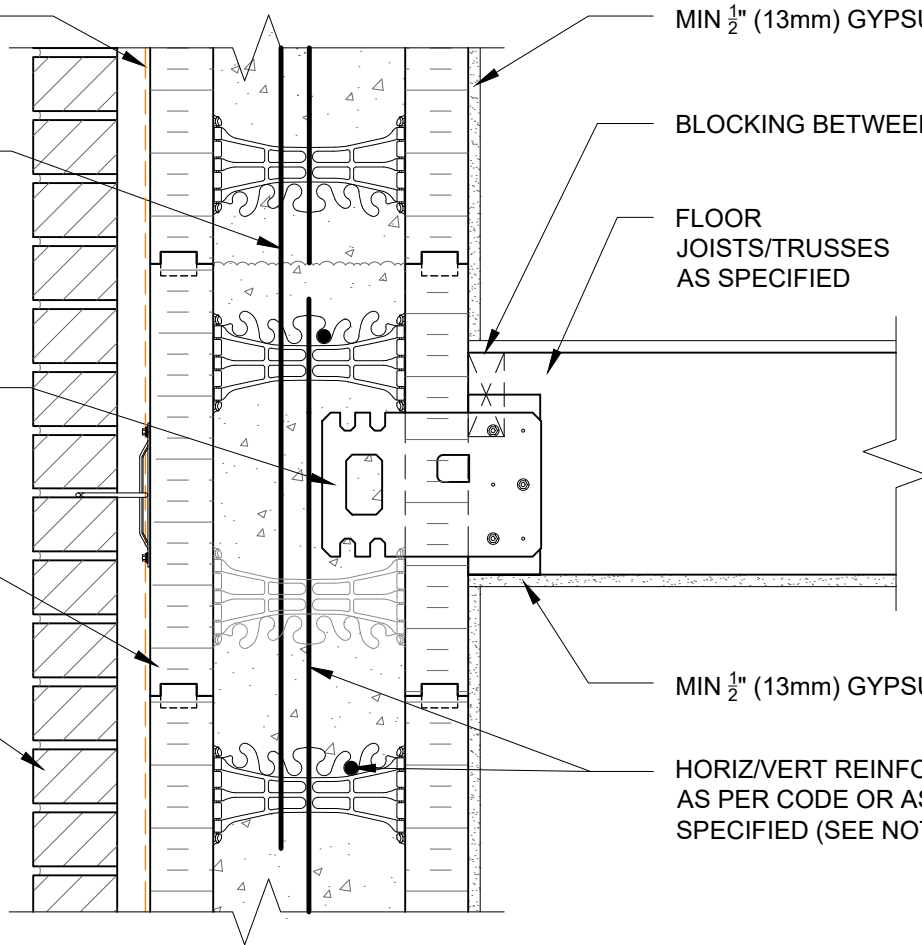 MIN 1/2" (13mm) GYPSU
BLOCKING BETWEEN
FLOOR
JOISTS/TRUSSES
AS SPECIFIED
MIN 1/2" (13mm) GYPSU
HORIZ/VERT REINFO
AS PER CODE OR AS
SPECIFIED (SEE NOT